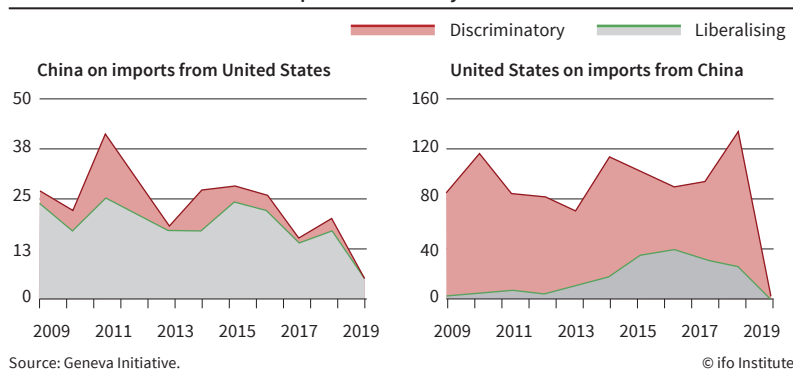 Discriminatory Liberalising
China on imports from United States
50
38
25
13
0
2009 2011 2013 2015 2017 2019
United States on imports from China
160
120
80
40
0
2009 2011 2013 2015 2017 2019
Source: Geneva Initiative.
© ifo Institute